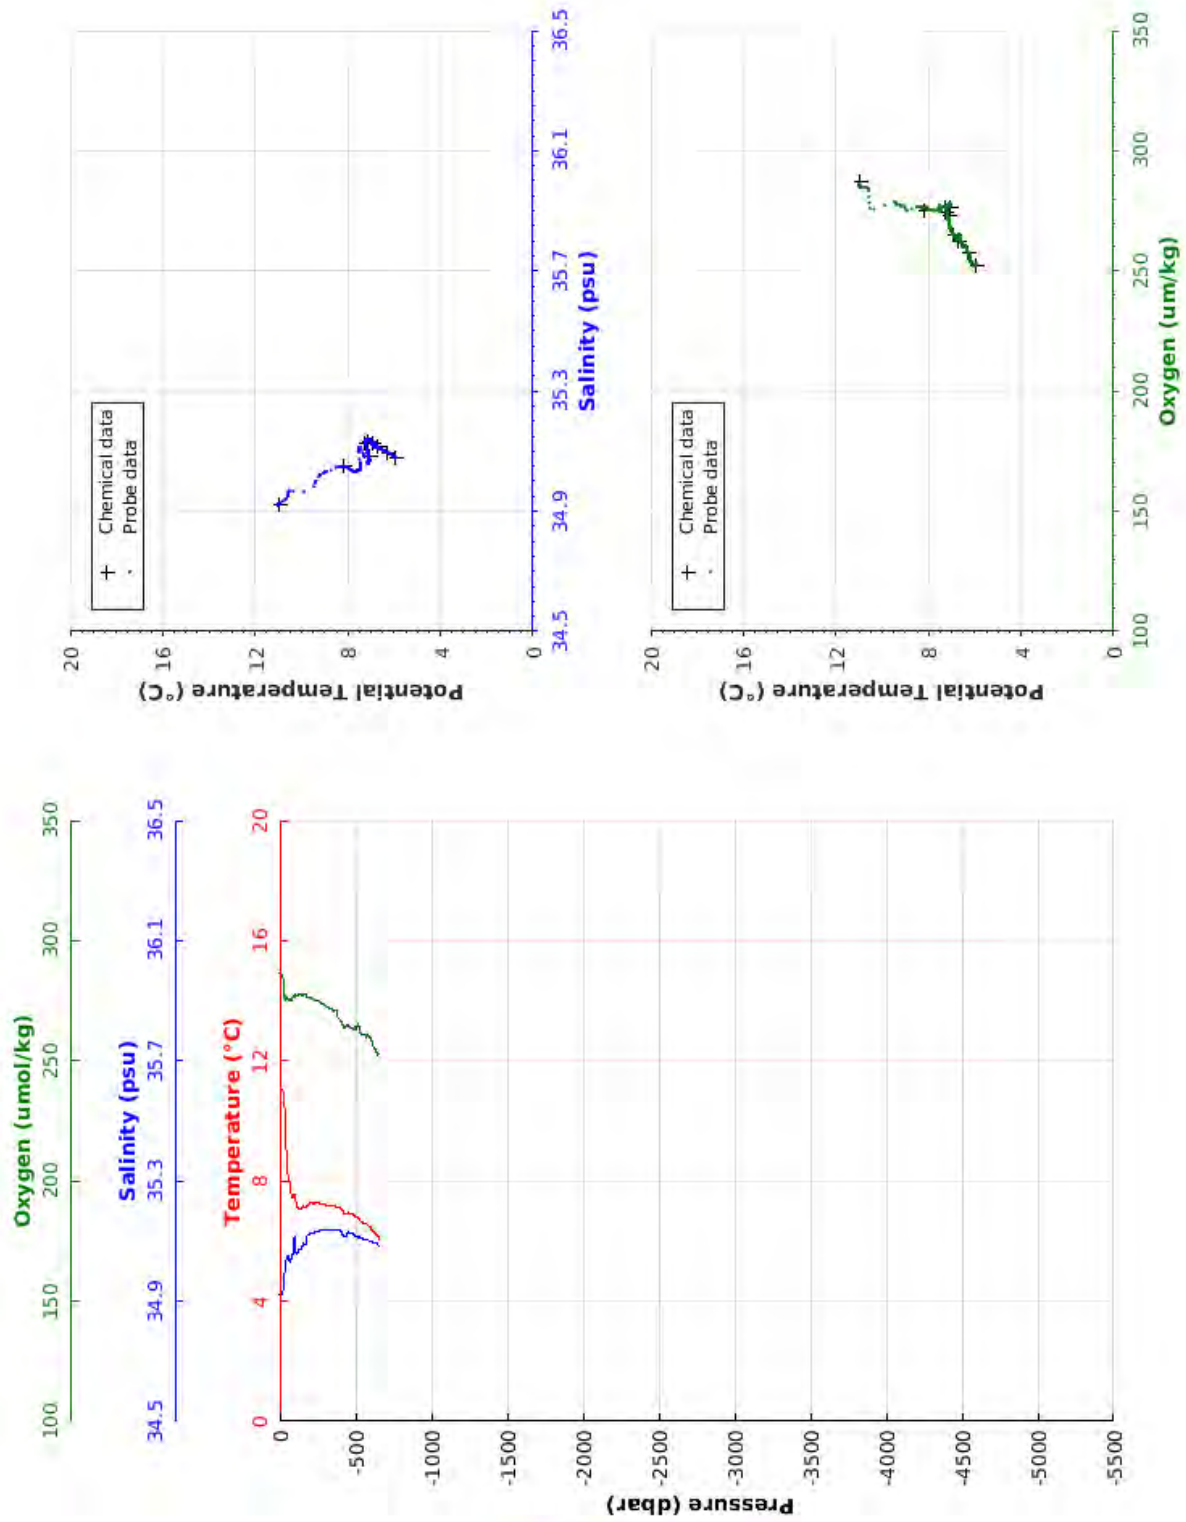 Oxygen (umol/kg)
100 150 200 250 300 350
Salinity (psu)
34.5 34.9 35.3 35.7 36.1 36.5
Temperature (°C)
0 4 8 12 16 20
Pressure (dbar)
0
-500
-1000
-1500
-2000
-2500
-3000
-3500
-4000
-4500
-5000
-5500
Potential Temperature (°C)
20
16
12
8
4
0
+ Chemical data
· Probe data
34.5 34.9 35.3 35.7 36.1 36.5
Salinity (psu)
Potential Temperature (°C)
20
16
12
8
4
0
+ Chemical data
· Probe data
100 150 200 250 300 350
Oxygen (um/kg)